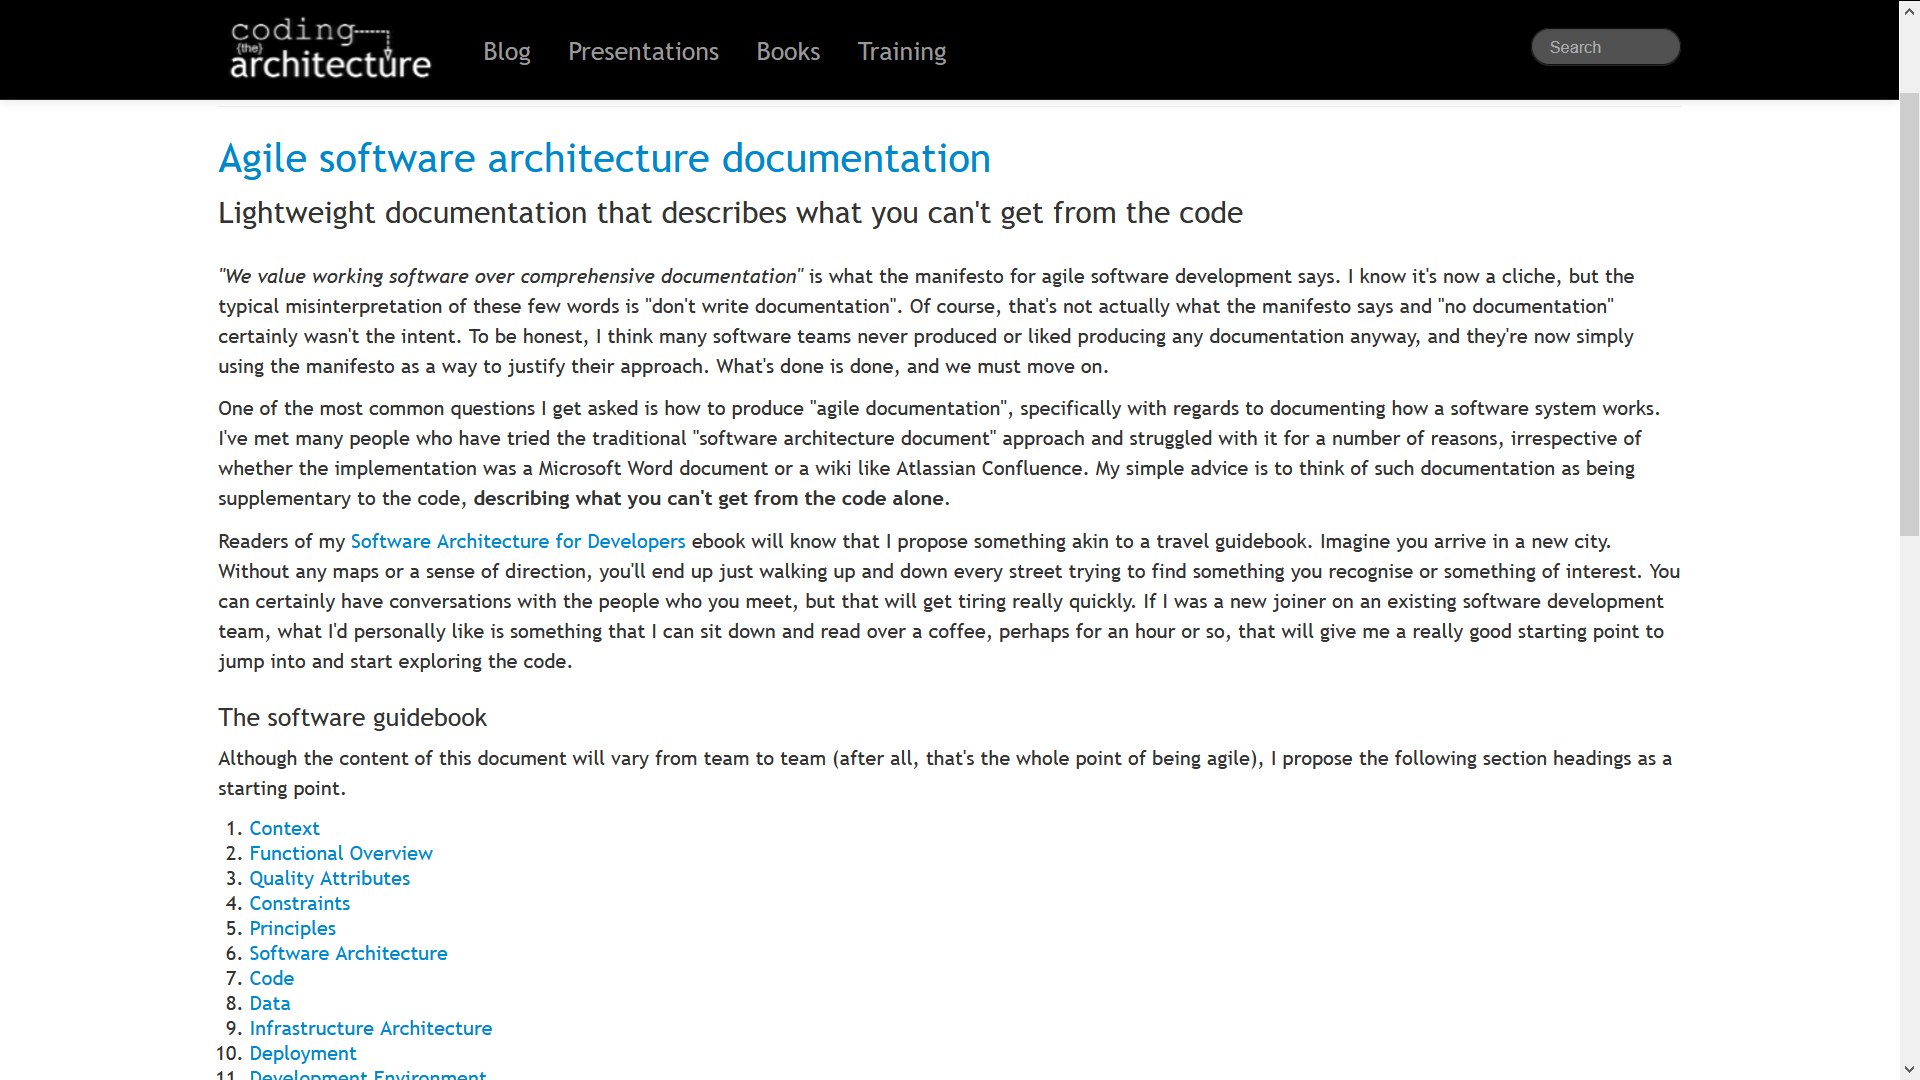 coding
{the}
architecture
Blog
Presentations
Books
Training
Search
Agile software architecture documentation
Lightweight documentation that describes what you can't get from the code
"We value working software over comprehensive documentation" is what the manifesto for agile software development says. I know it's now a cliche, but the
typical misinterpretation of these few words is "don't write documentation". Of course, that's not actually what the manifesto says and "no documentation"
certainly wasn't the intent. To be honest, I think many software teams never produced or liked producing any documentation anyway, and they're now simply
using the manifesto as a way to justify their approach. What's done is done, and we must move on.
One of the most common questions I get asked is how to produce "agile documentation", specifically with regards to documenting how a software system works.
I've met many people who have tried the traditional "software architecture document" approach and struggled with it for a number of reasons, irrespective of
whether the implementation was a Microsoft Word document or a wiki like Atlassian Confluence. My simple advice is to think of such documentation as being
supplementary to the code, describing what you can't get from the code alone.
Readers of my Software Architecture for Developers ebook will know that I propose something akin to a travel guidebook. Imagine you arrive in a new city.
Without any maps or a sense of direction, you'll end up just walking up and down every street trying to find something you recognise or something of interest. You
can certainly have conversations with the people who you meet, but that will get tiring really quickly. If I was a new joiner on an existing software development
team, what I'd personally like is something that I can sit down and read over a coffee, perhaps for an hour or so, that will give me a really good starting point to
jump into and start exploring the code.
The software guidebook
Although the content of this document will vary from team to team (after all, that's the whole point of being agile), I propose the following section headings as a
starting point.
1. Context
2. Functional Overview
3. Quality Attributes
4. Constraints
5. Principles
6. Software Architecture
7. Code
8. Data
9. Infrastructure Architecture
10. Deployment
11. Development Environment